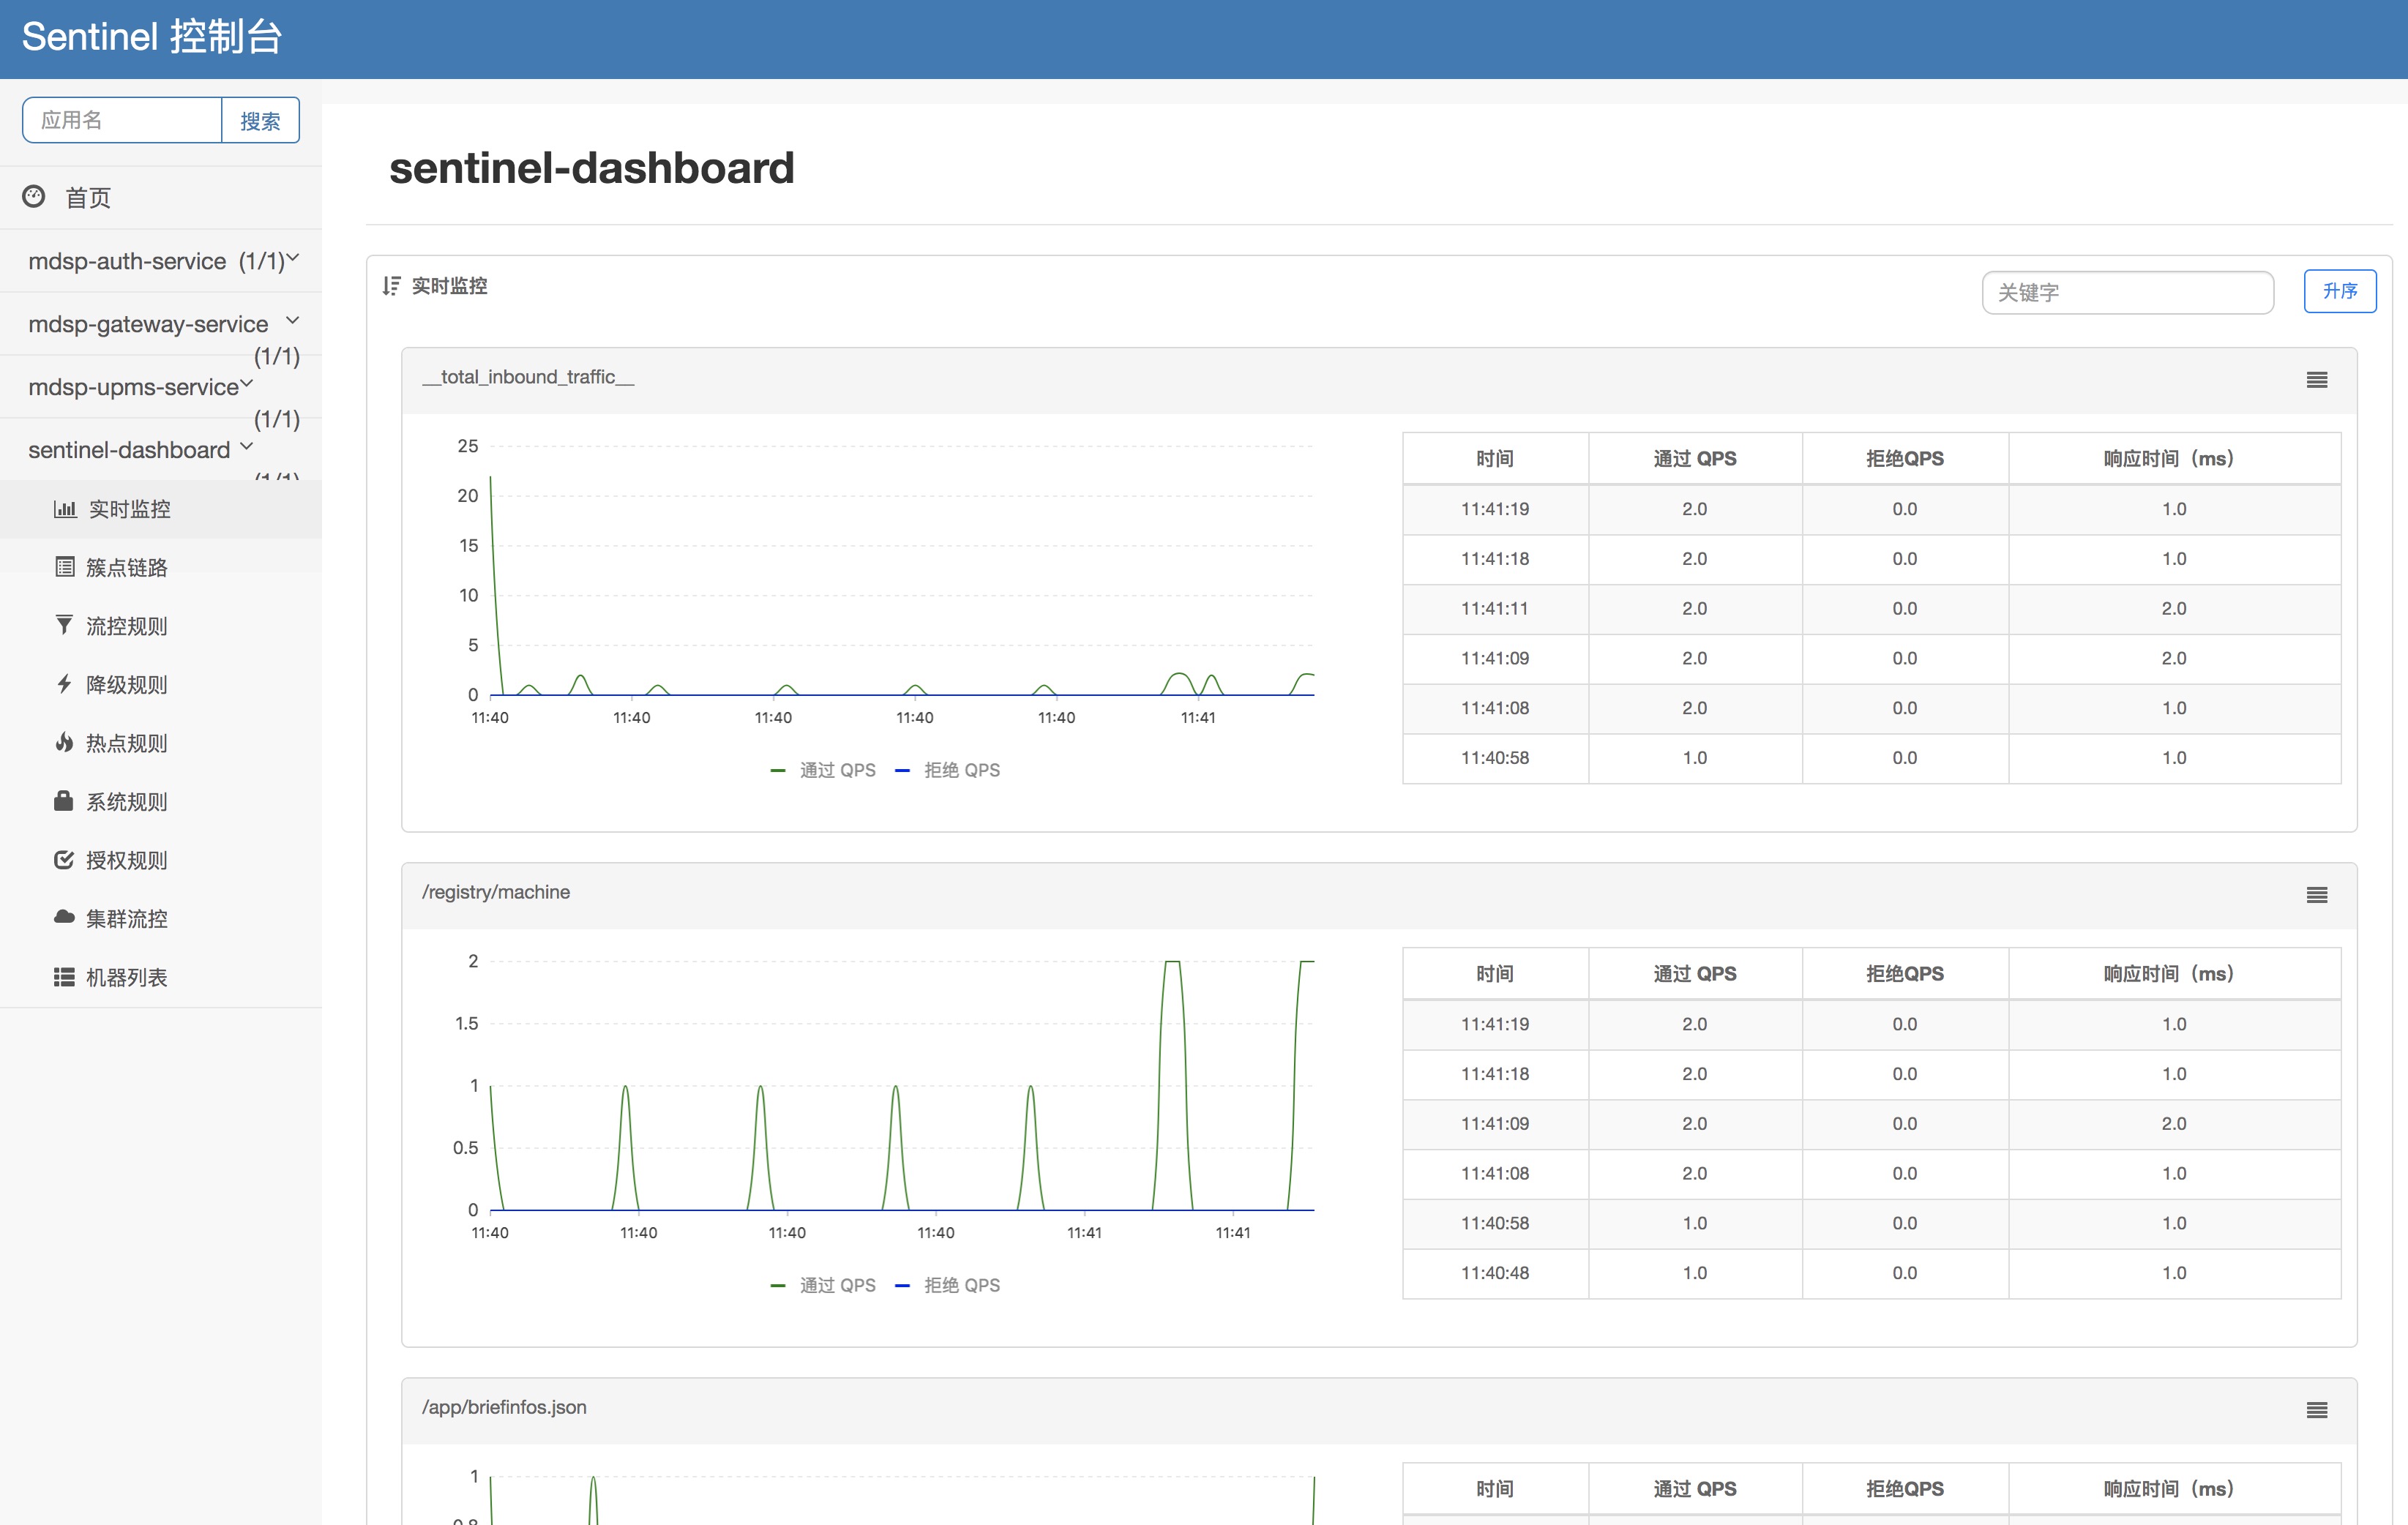 Sentinel 控制台
应用名 搜索
首页
mdsp-auth-service (1/1)
mdsp-gateway-service
(1/1)
mdsp-upms-service
(1/1)
sentinel-dashboard
(1/1)
实时监控
簇点链路
流控规则
降级规则
热点规则
系统规则
授权规则
集群流控
机器列表
sentinel-dashboard
实时监控 关键字 升序
__total_inbound_traffic__
25
20
15
10
5
0
11:40 11:40 11:40 11:40 11:40 11:41
通过 QPS 拒绝 QPS
时间 通过 QPS 拒绝QPS 响应时间（ms）
11:41:19 2.0 0.0 1.0
11:41:18 2.0 0.0 1.0
11:41:11 2.0 0.0 2.0
11:41:09 2.0 0.0 2.0
11:41:08 2.0 0.0 1.0
11:40:58 1.0 0.0 1.0
/registry/machine
2
1.5
1
0.5
0
11:40 11:40 11:40 11:40 11:41 11:41
通过 QPS 拒绝 QPS
时间 通过 QPS 拒绝QPS 响应时间（ms）
11:41:19 2.0 0.0 1.0
11:41:18 2.0 0.0 1.0
11:41:09 2.0 0.0 2.0
11:41:08 2.0 0.0 1.0
11:40:58 1.0 0.0 1.0
11:40:48 1.0 0.0 1.0
/app/briefinfos.json
1
0.8
时间 通过 QPS 拒绝QPS 响应时间（ms）